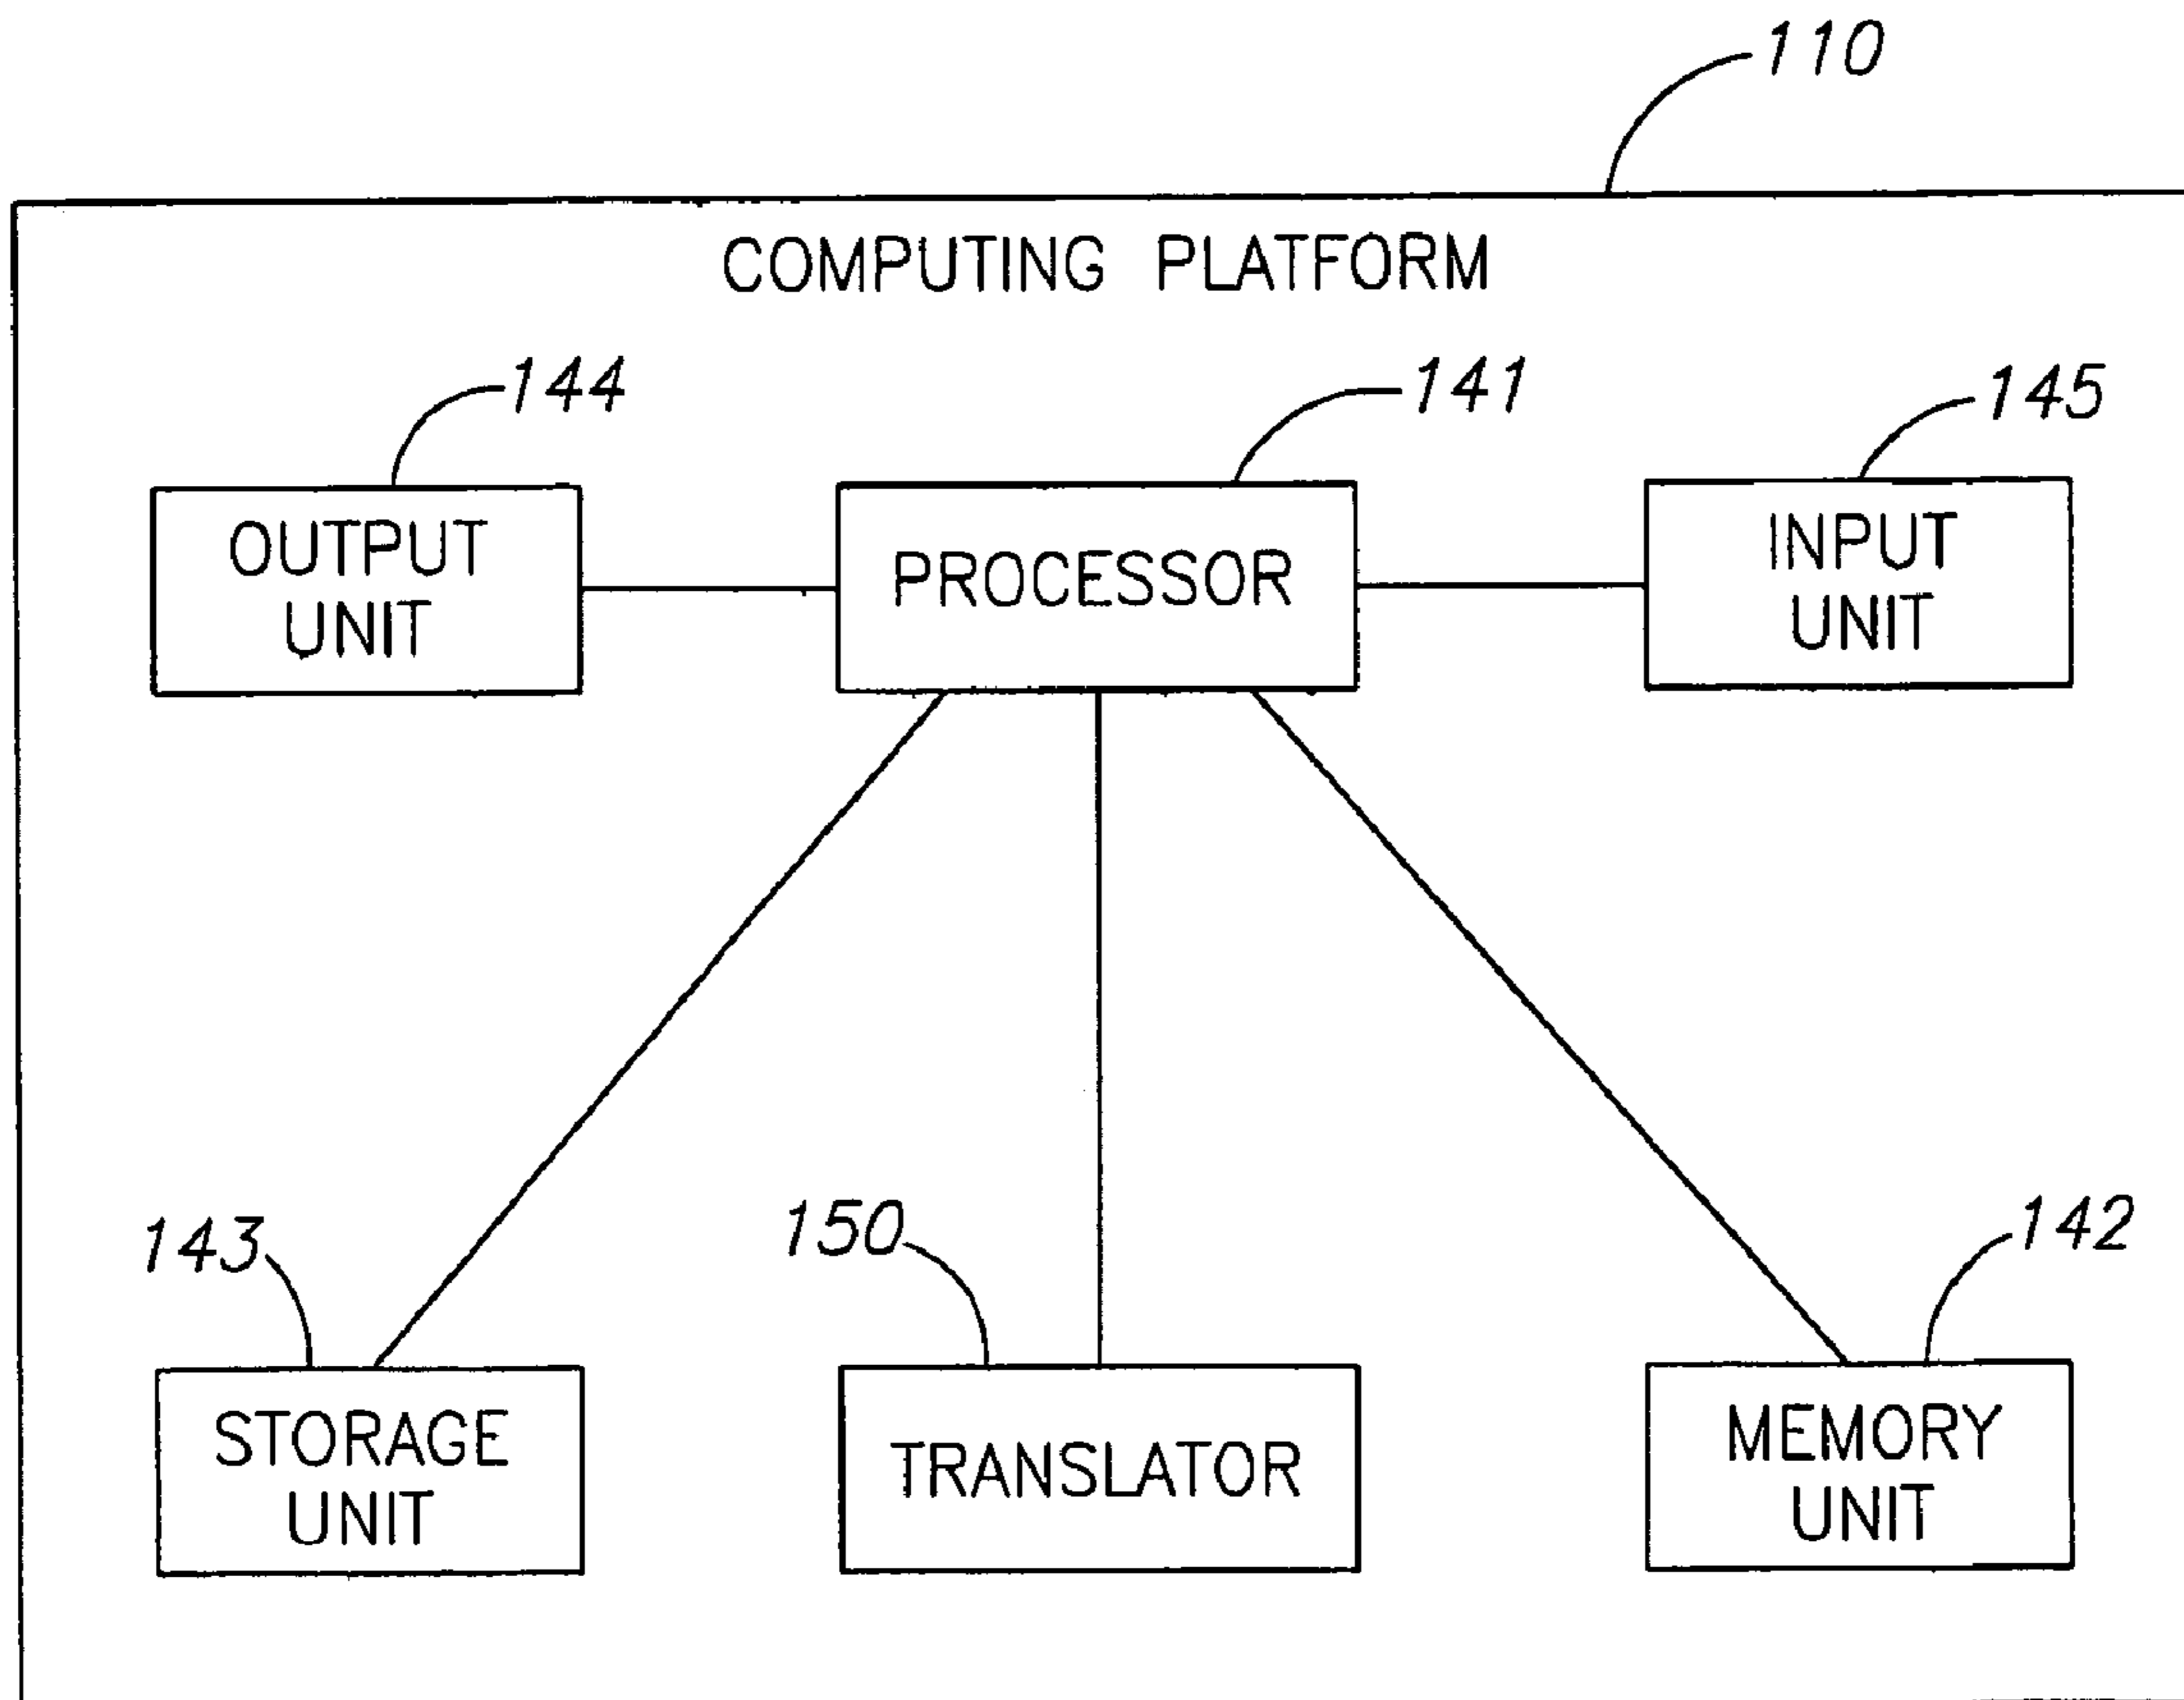 110
COMPUTING PLATFORM
144
141
145
OUTPUT
UNIT
PROCESSOR
INPUT
UNIT
143
150
142
STORAGE
UNIT
TRANSLATOR
MEMORY
UNIT